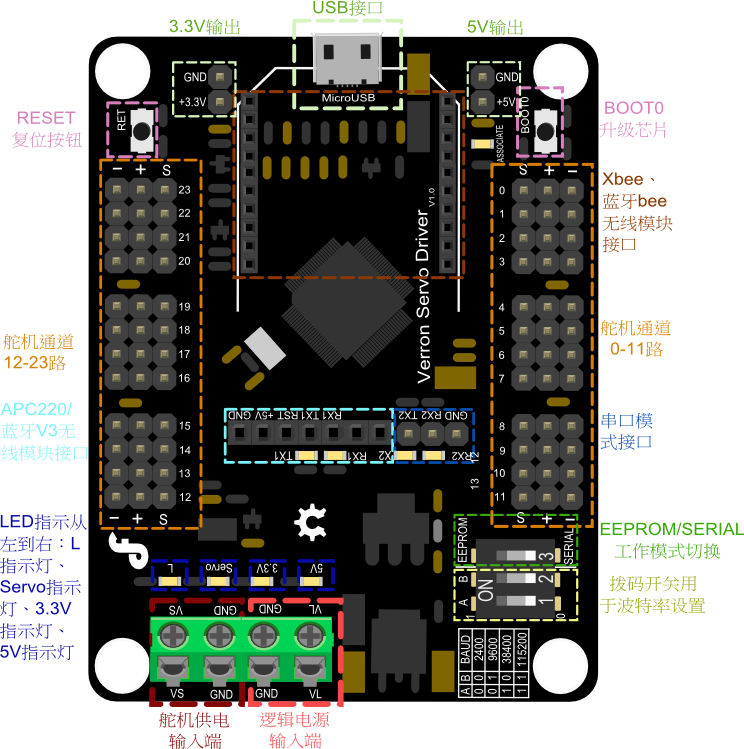 USB接口
3.3V输出
5V输出
GND
+3.3V
MicroUSB
GND
+5V
RESET
复位按钮
RET
BOOT0
ASSOCIATE
BOOT0
升级芯片
− + S
S + −
23
22
21
20
0
1
2
3
Xbee、
蓝牙bee
无线模块
接口
Verron Servo Driver V1.0
舵机通道
12-23路
19
18
17
16
4
5
6
7
舵机通道
0-11路
APC220/
蓝牙V3无
线模块接口
15
14
13
12
8
9
10
11
串口模
式接口
GND +5V RST TX1 RX1
TX2 RX2 GND
TX1 RX1 TX2 RX2
12
13
− + S
S + −
LED指示从
左到右：L
指示灯、
Servo指示
灯、3.3V
指示灯、
5V指示灯
L Servo 3.3V 5V
EEPROM
SERIAL
3
EEPROM/SERIAL
工作模式切换
B
A
ON
2
1
1
0
拨码开关用
于波特率设置
VS GND GND VL
VS GND GND VL
A B BAUD
0 0 2400
0 1 9600
1 0 38400
1 1 115200
舵机供电
输入端
逻辑电源
输入端